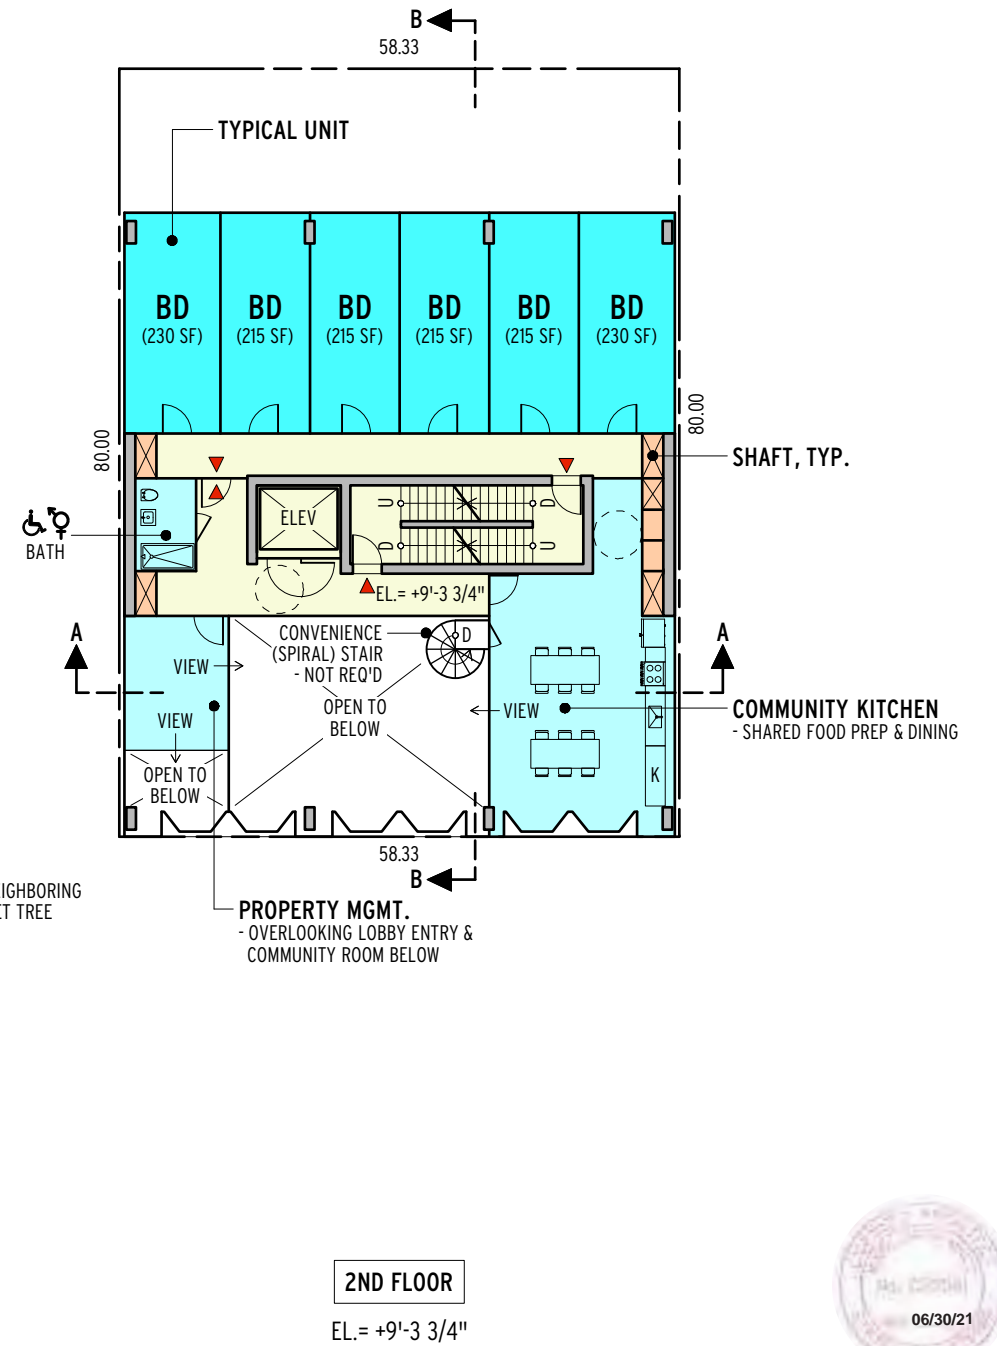 B
58.33
TYPICAL UNIT
BD
(230 SF)
BD
(215 SF)
BD
(215 SF)
BD
(215 SF)
BD
(215 SF)
BD
(230 SF)
80.00
80.00
SHAFT, TYP.
BATH
ELEV
U
D
D
U
EL.= +9'-3 3/4"
A
A
CONVENIENCE
(SPIRAL) STAIR
- NOT REQ'D
D
VIEW
VIEW
OPEN TO
BELOW
VIEW
OPEN TO
BELOW
K
COMMUNITY KITCHEN
- SHARED FOOD PREP & DINING
58.33
B
EIGHBORING
ET TREE
PROPERTY MGMT.
- OVERLOOKING LOBBY ENTRY &
COMMUNITY ROOM BELOW
2ND FLOOR
EL.= +9'-3 3/4"
06/30/21